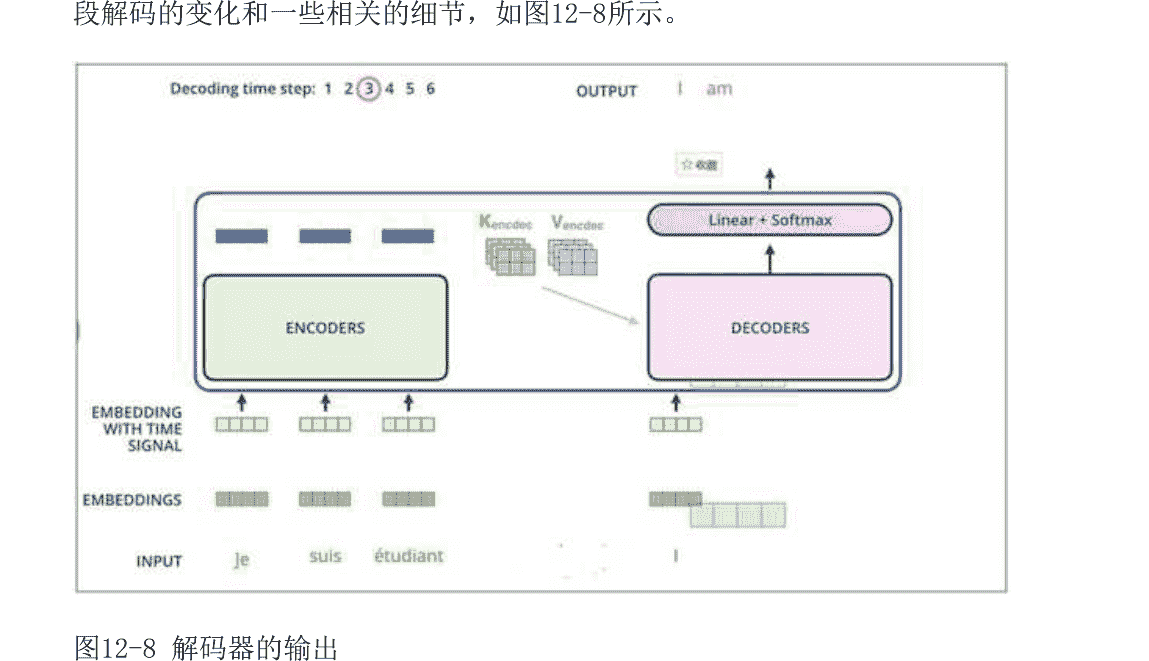 段解码的变化和一些相关的细节，如图12-8所示。
Decoding time step: 1 2 3 4 5 6
OUTPUT I am
☆ 收藏
Kencdec Vencdec
Linear + Softmax
ENCODERS
DECODERS
EMBEDDING
WITH TIME
SIGNAL
EMBEDDINGS
INPUT Je suis étudiant I
图12-8 解码器的输出